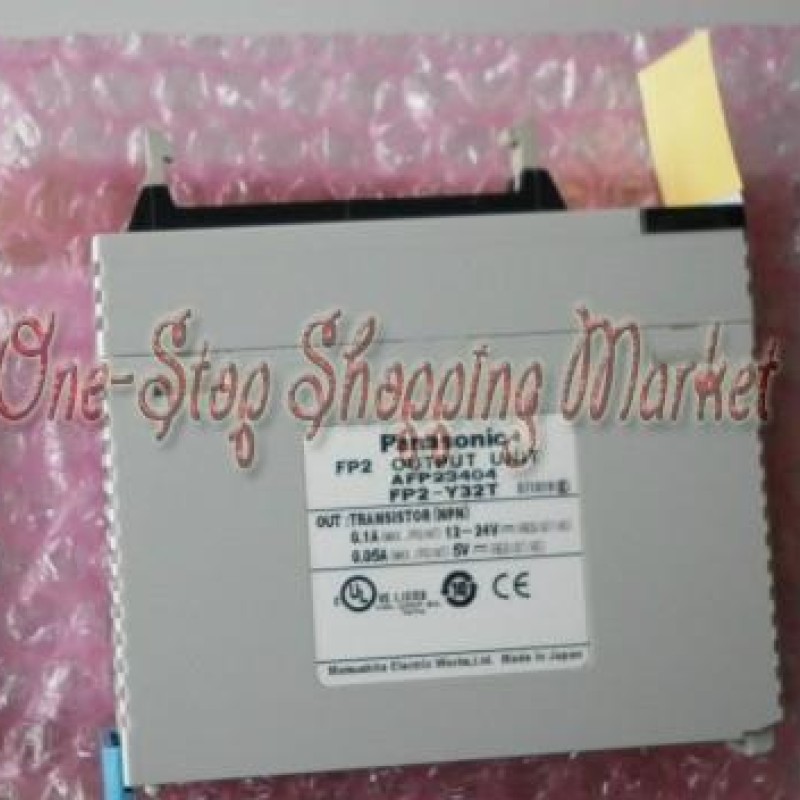 One-Stop Shopping Market
Panasonic
FP2 OUTPUT UNIT
AFP23404
FP2-Y32T
OUT :TRANSISTOR(NPN)
0.1A 12-24V
0.05A 5V
UL
CE
Matsushita Electric Works,Ltd. Made in Japan